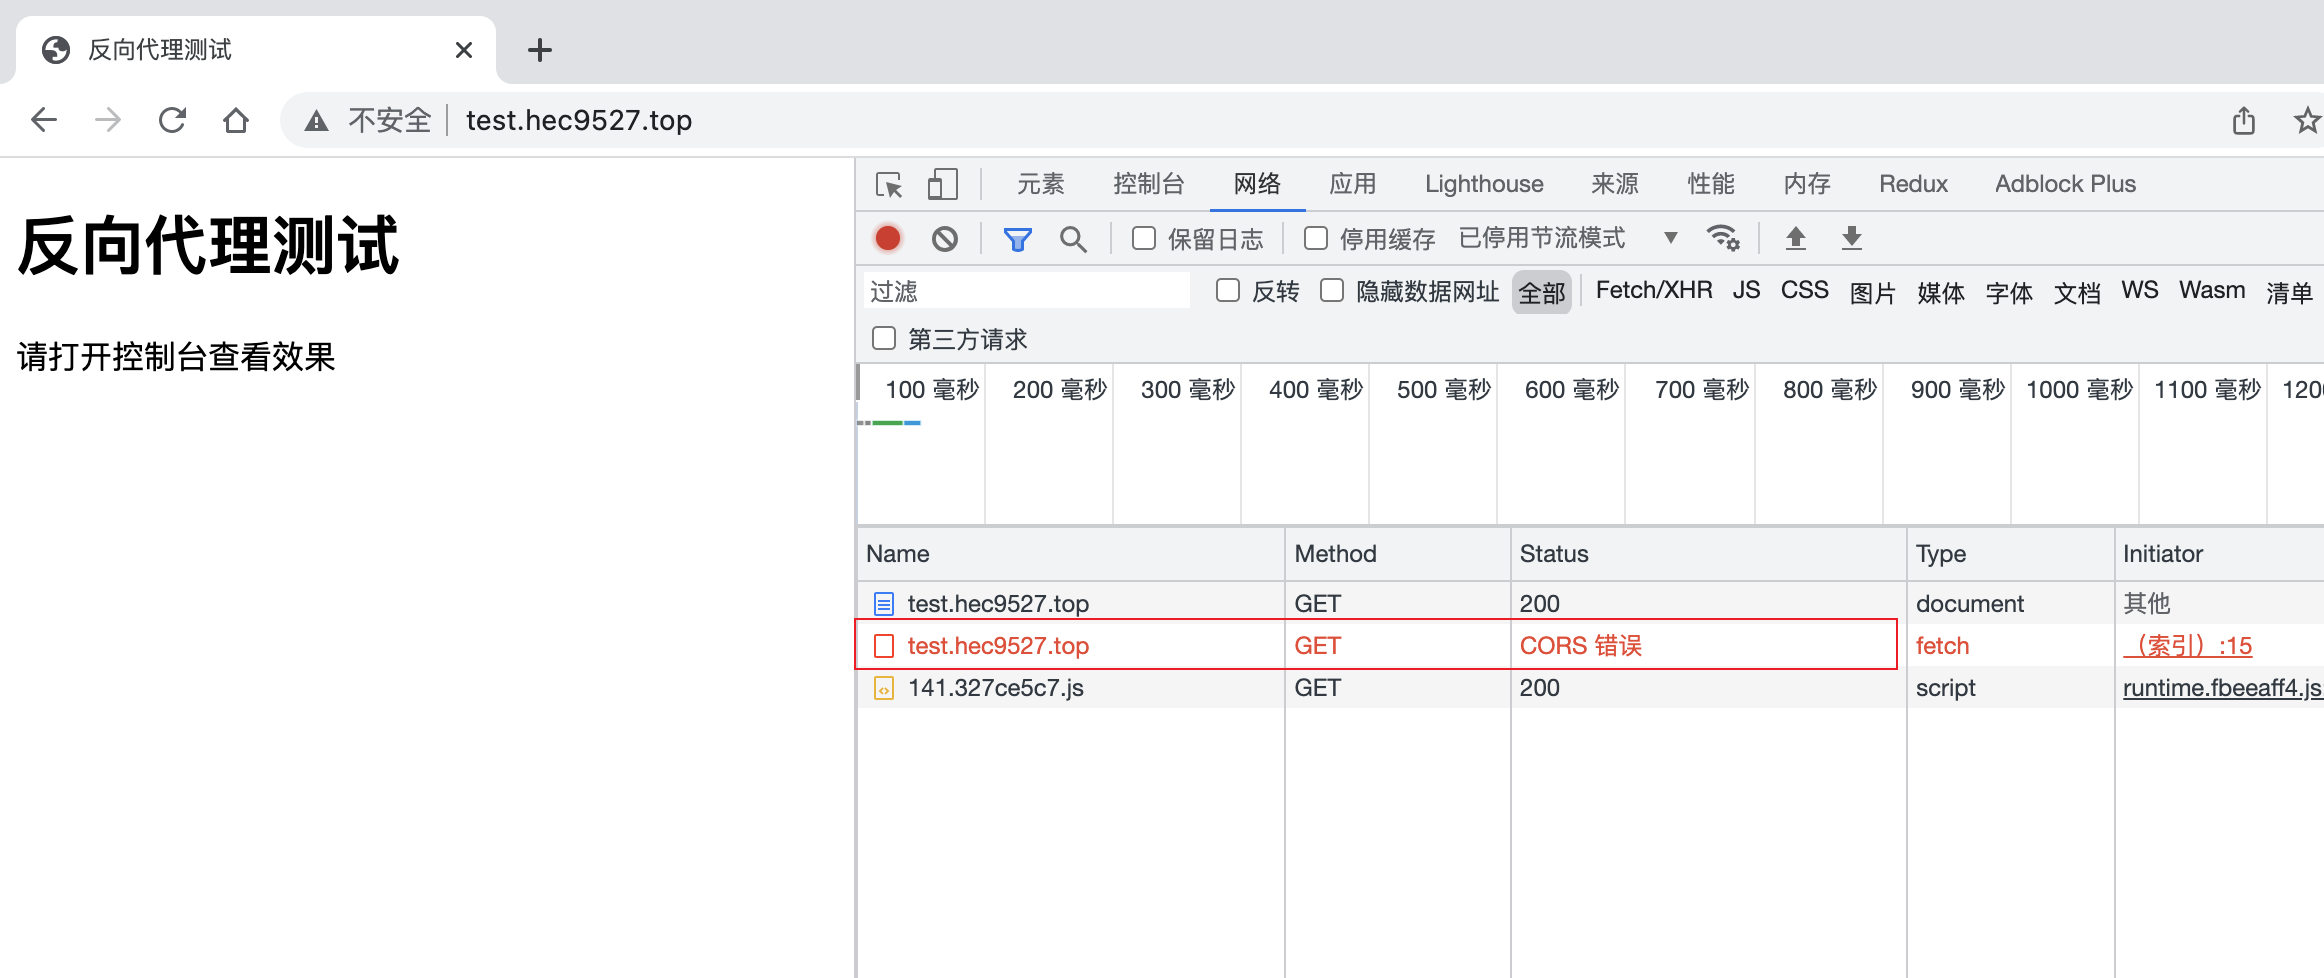 反向代理测试
不安全 test.hec9527.top
反向代理测试
请打开控制台查看效果
元素 控制台 网络 应用 Lighthouse 来源 性能 内存 Redux Adblock Plus
保留日志 停用缓存 已停用节流模式
过滤 反转 隐藏数据网址 全部 Fetch/XHR JS CSS 图片 媒体 字体 文档 WS Wasm 清单
第三方请求
100 毫秒 200 毫秒 300 毫秒 400 毫秒 500 毫秒 600 毫秒 700 毫秒 800 毫秒 900 毫秒 1000 毫秒 1100 毫秒
Name Method Status Type Initiator
test.hec9527.top GET 200 document 其他
test.hec9527.top GET CORS 错误 fetch （索引）:15
141.327ce5c7.js GET 200 script runtime.fbeeaff4.js